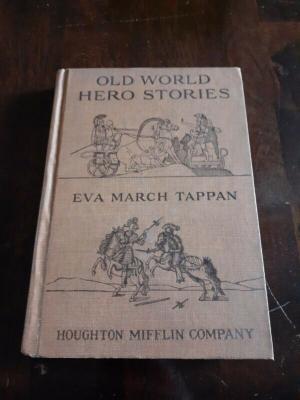 OLD WORLD
HERO STORIES
EVA MARCH TAPPAN
HOUGHTON MIFFLIN COMPANY